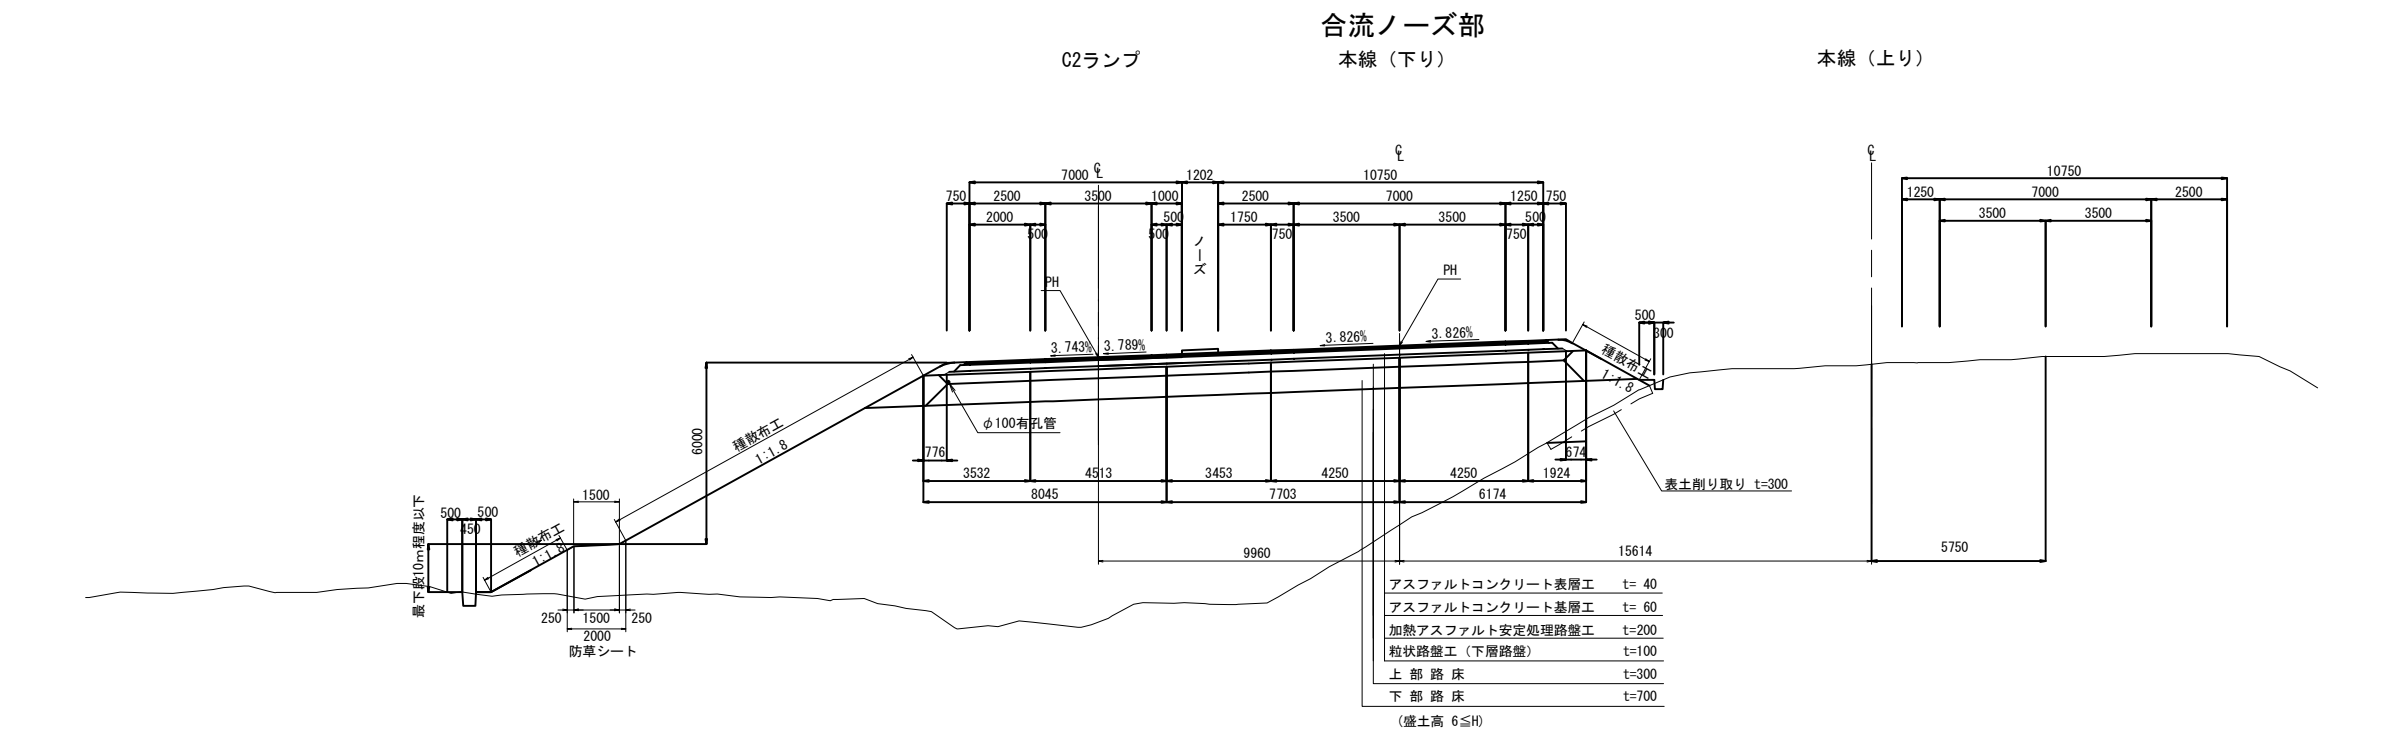 合流ノーズ部
C2ランプ
本線（下り）
本線（上り）
℄
℄
℄
7000
1202
10750
10750
750
2500
3500
1000
2500
7000
1250
750
1250
7000
2500
2000
500
500
500
1750
750
3500
3500
750
500
3500
3500
ノーズ
PH
PH
3.743%
3.789%
3.826%
3.826%
500
300
種散布工
1:1.8
種散布工
1:1.8
6000
φ100有孔管
776
674
3532
4513
3453
4250
4250
1924
8045
7703
6174
表土削り取り t=300
1500
500
450
500
種散布工
1:1.8
最下段10m程度以下
250
1500
250
2000
防草シート
9960
15614
5750
アスファルトコンクリート表層工 t= 40
アスファルトコンクリート基層工 t= 60
加熱アスファルト安定処理路盤工 t=200
粒状路盤工（下層路盤） t=100
上 部 路 床 t=300
下 部 路 床 t=700
(盛土高 6≦H)